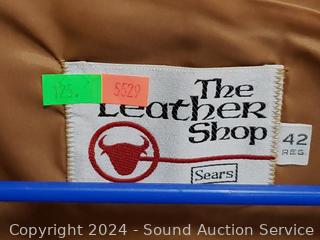 125.
5529
The
Leather
Shop
42
REG.
Sears
Copyright 2024 - Sound Auction Service